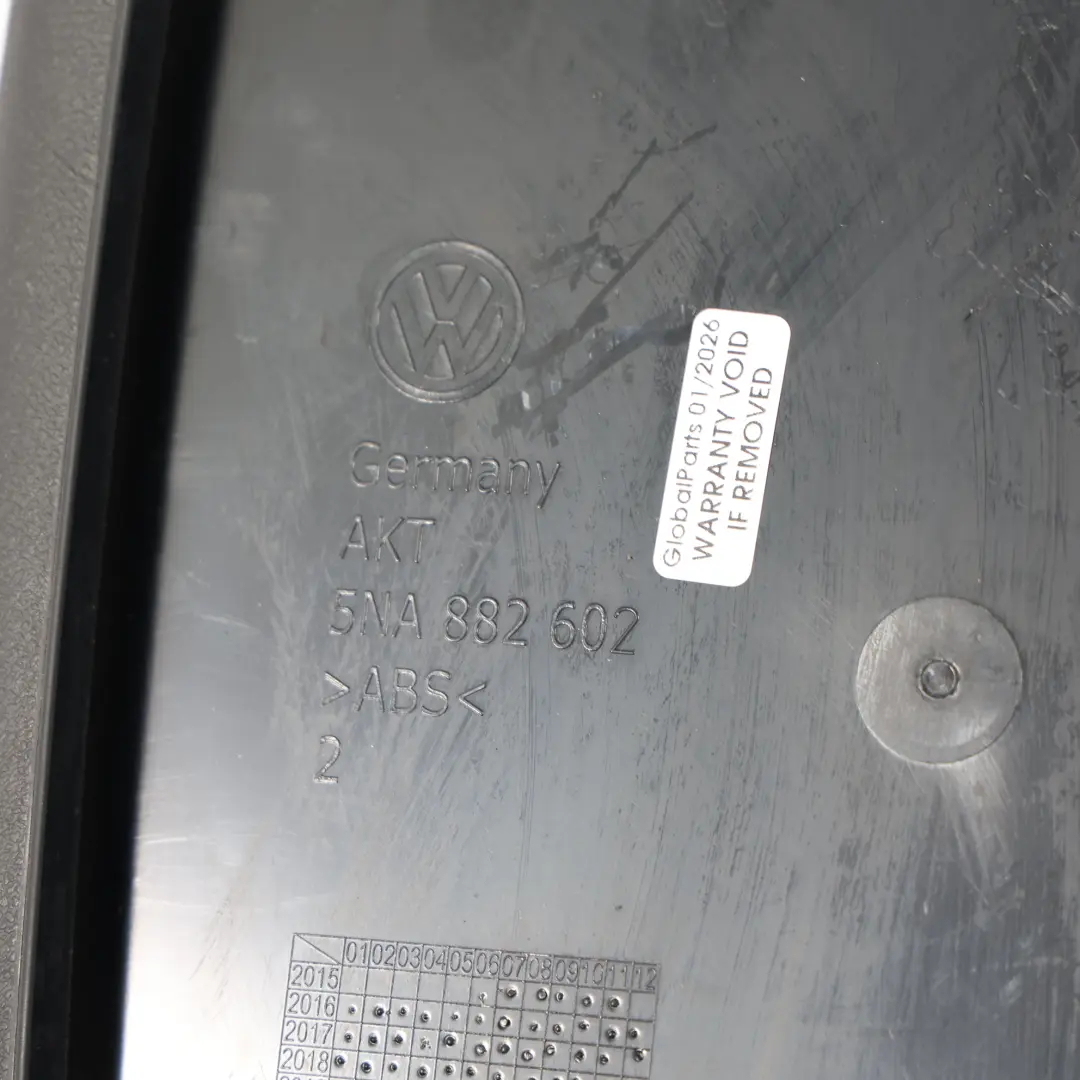 Germany
AKT
5NA 882 602
>ABS<
2
GlobalParts 01/2026
WARRANTY VOID
IF REMOVED
01 02 03 04 05 06 07 08 09 10 11 12
2015
2016
2017
2018